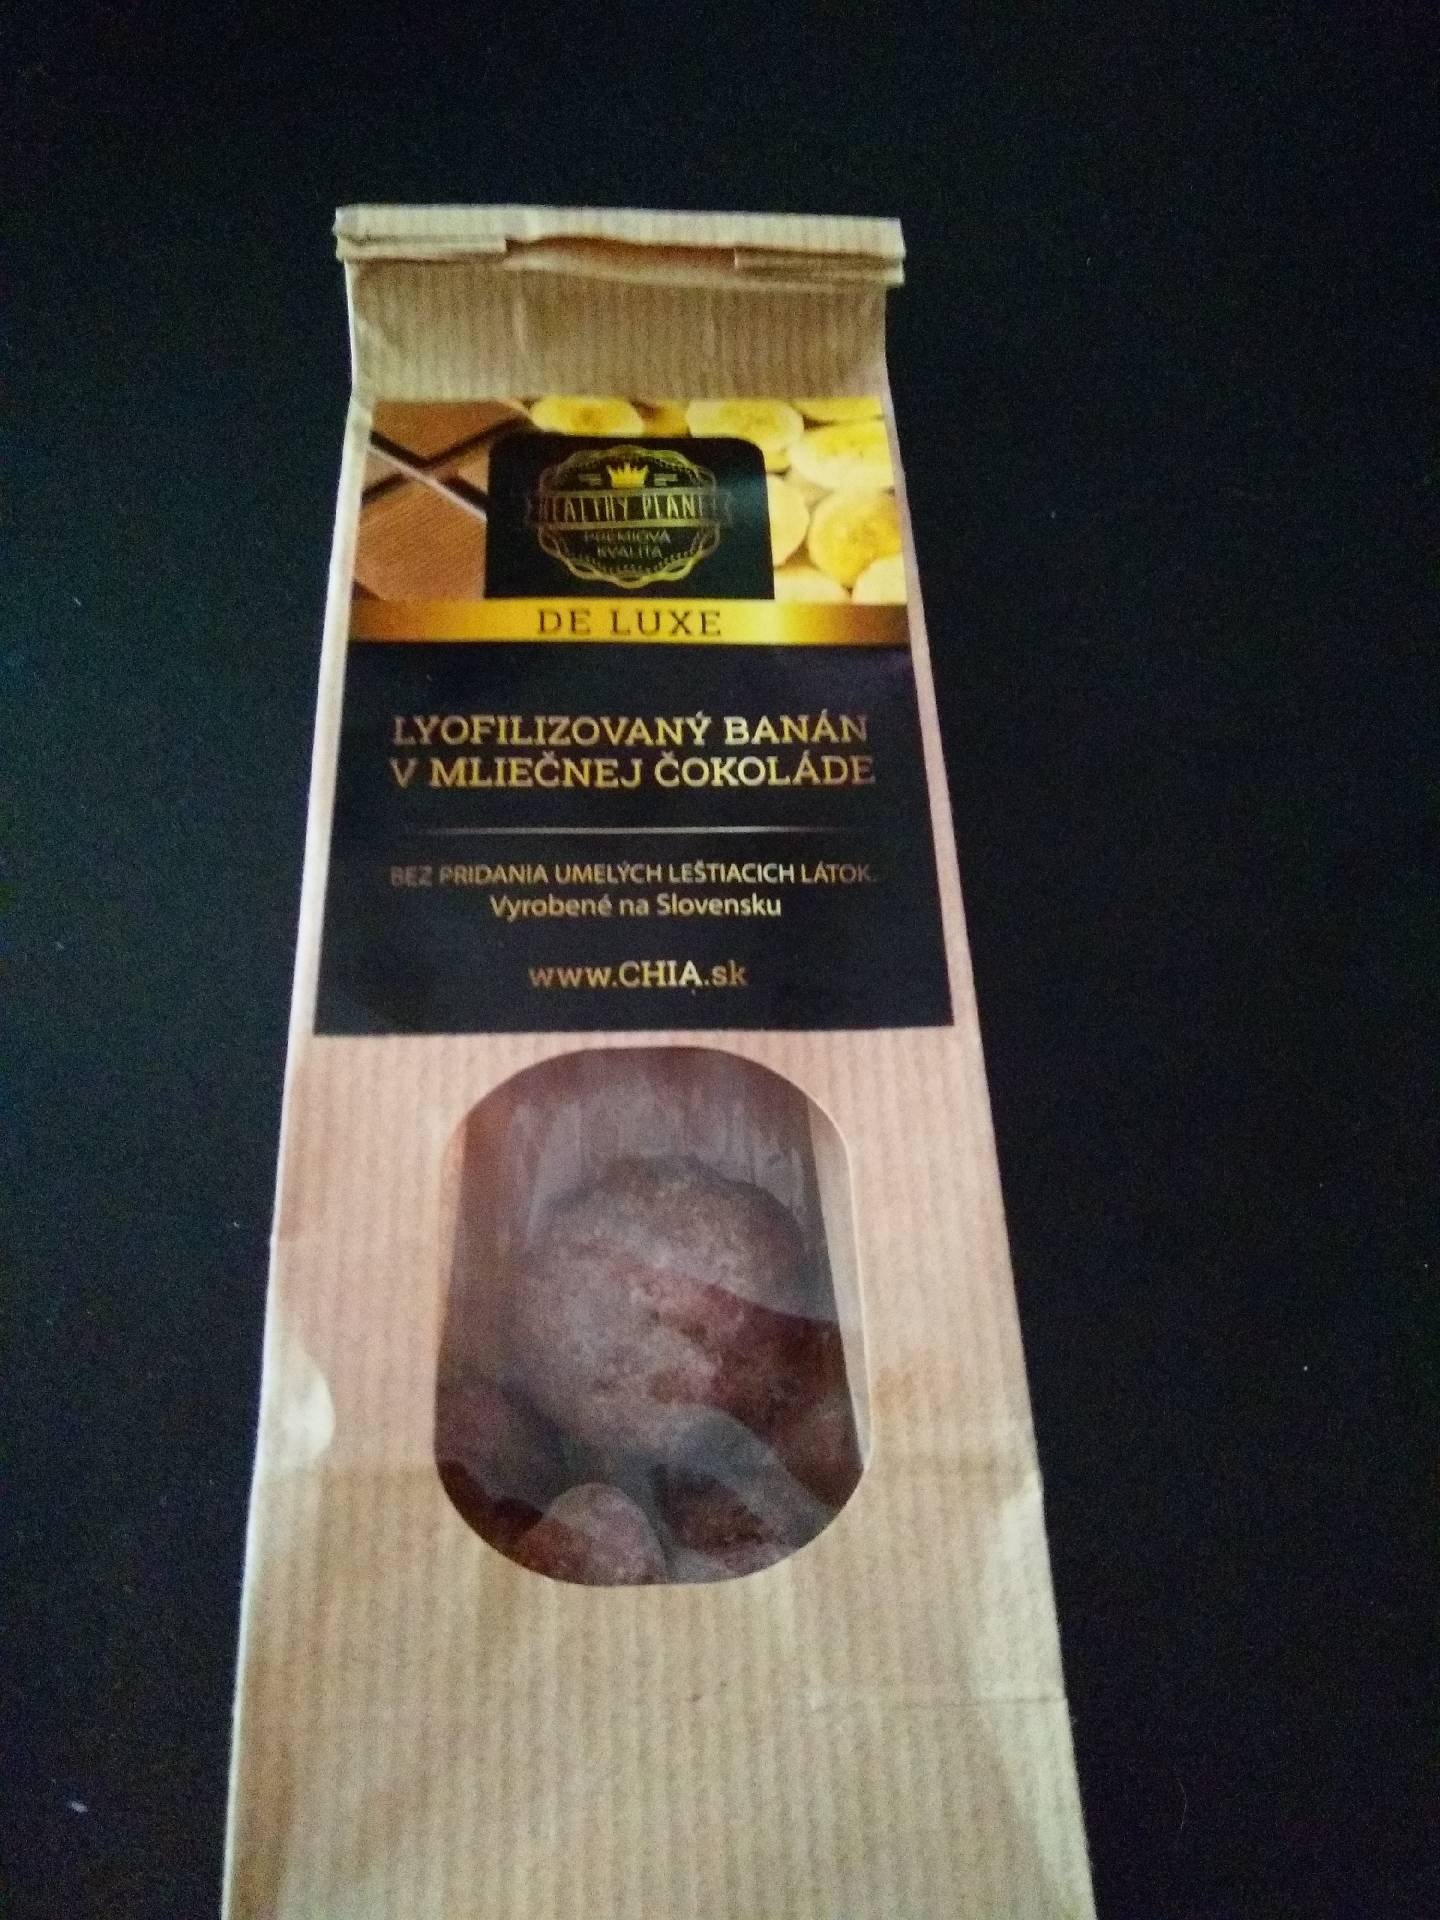 HEALTHY PLANET
PRÉMIOVÁ
KVALITA
DE LUXE
LYOFILIZOVANÝ BANÁN
V MLIEČNEJ ČOKOLÁDE
BEZ PRIDANIA UMELÝCH LEŠTIACICH LÁTOK.
Vyrobené na Slovensku
www.CHIA.sk